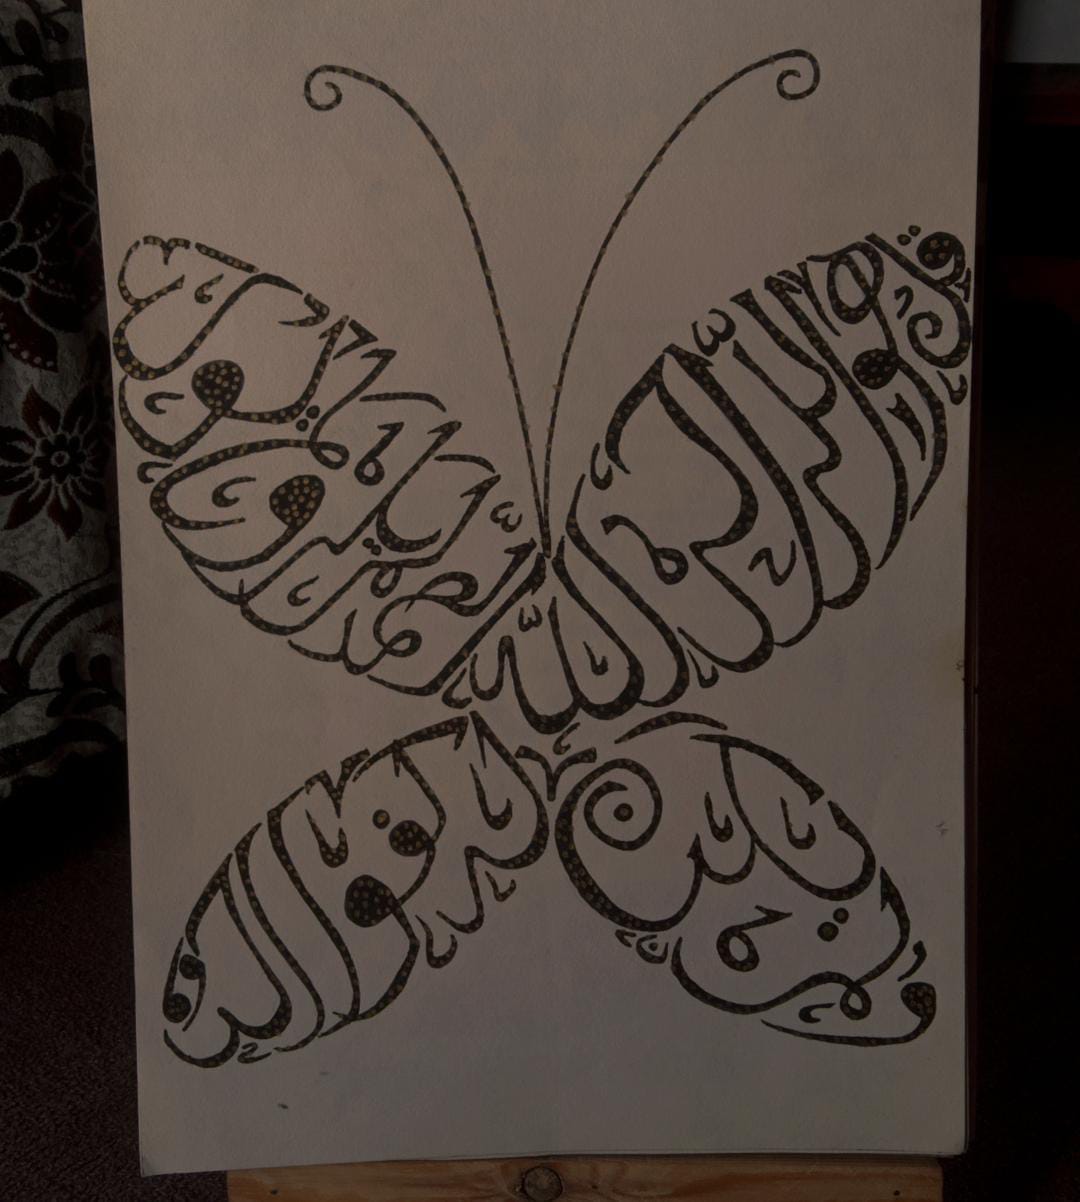 قل هو الله احد
الله الصمد
لم يلد ولم يولد
ولم يكن له
كفوا احد